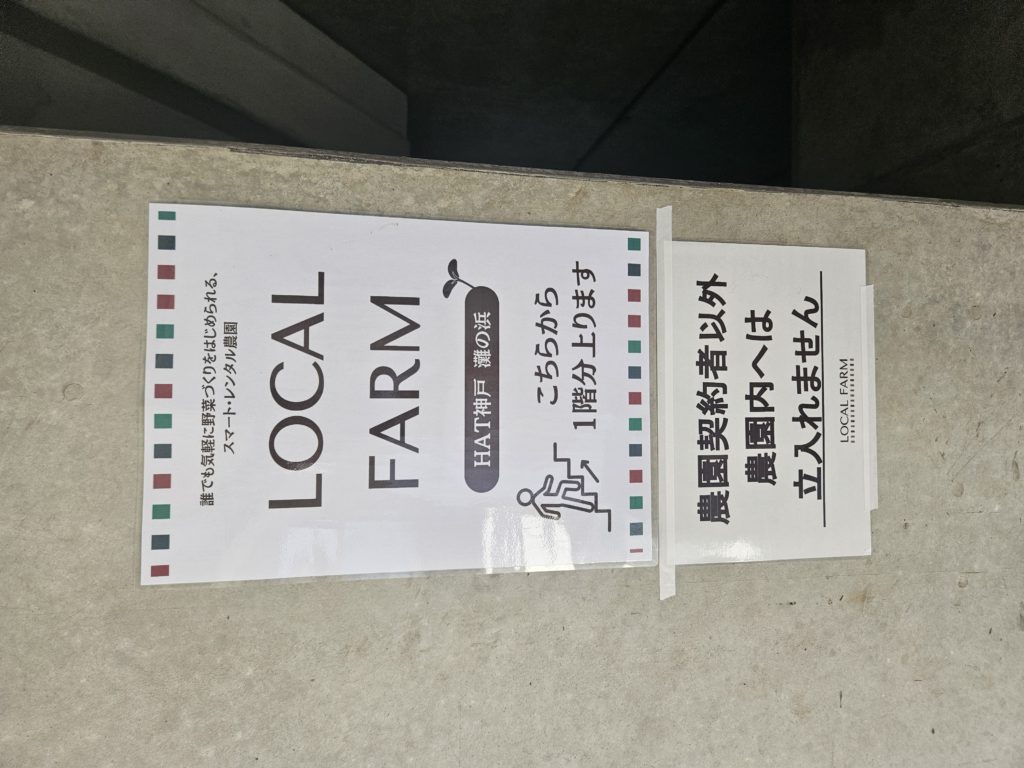 誰でも気軽に野菜づくりをはじめられる、
スマート・レンタル農園
LOCAL
FARM
HAT神戸 灘の浜
こちらから
1階分上ります
農園契約者以外
農園内へは
立入れません
LOCAL FARM